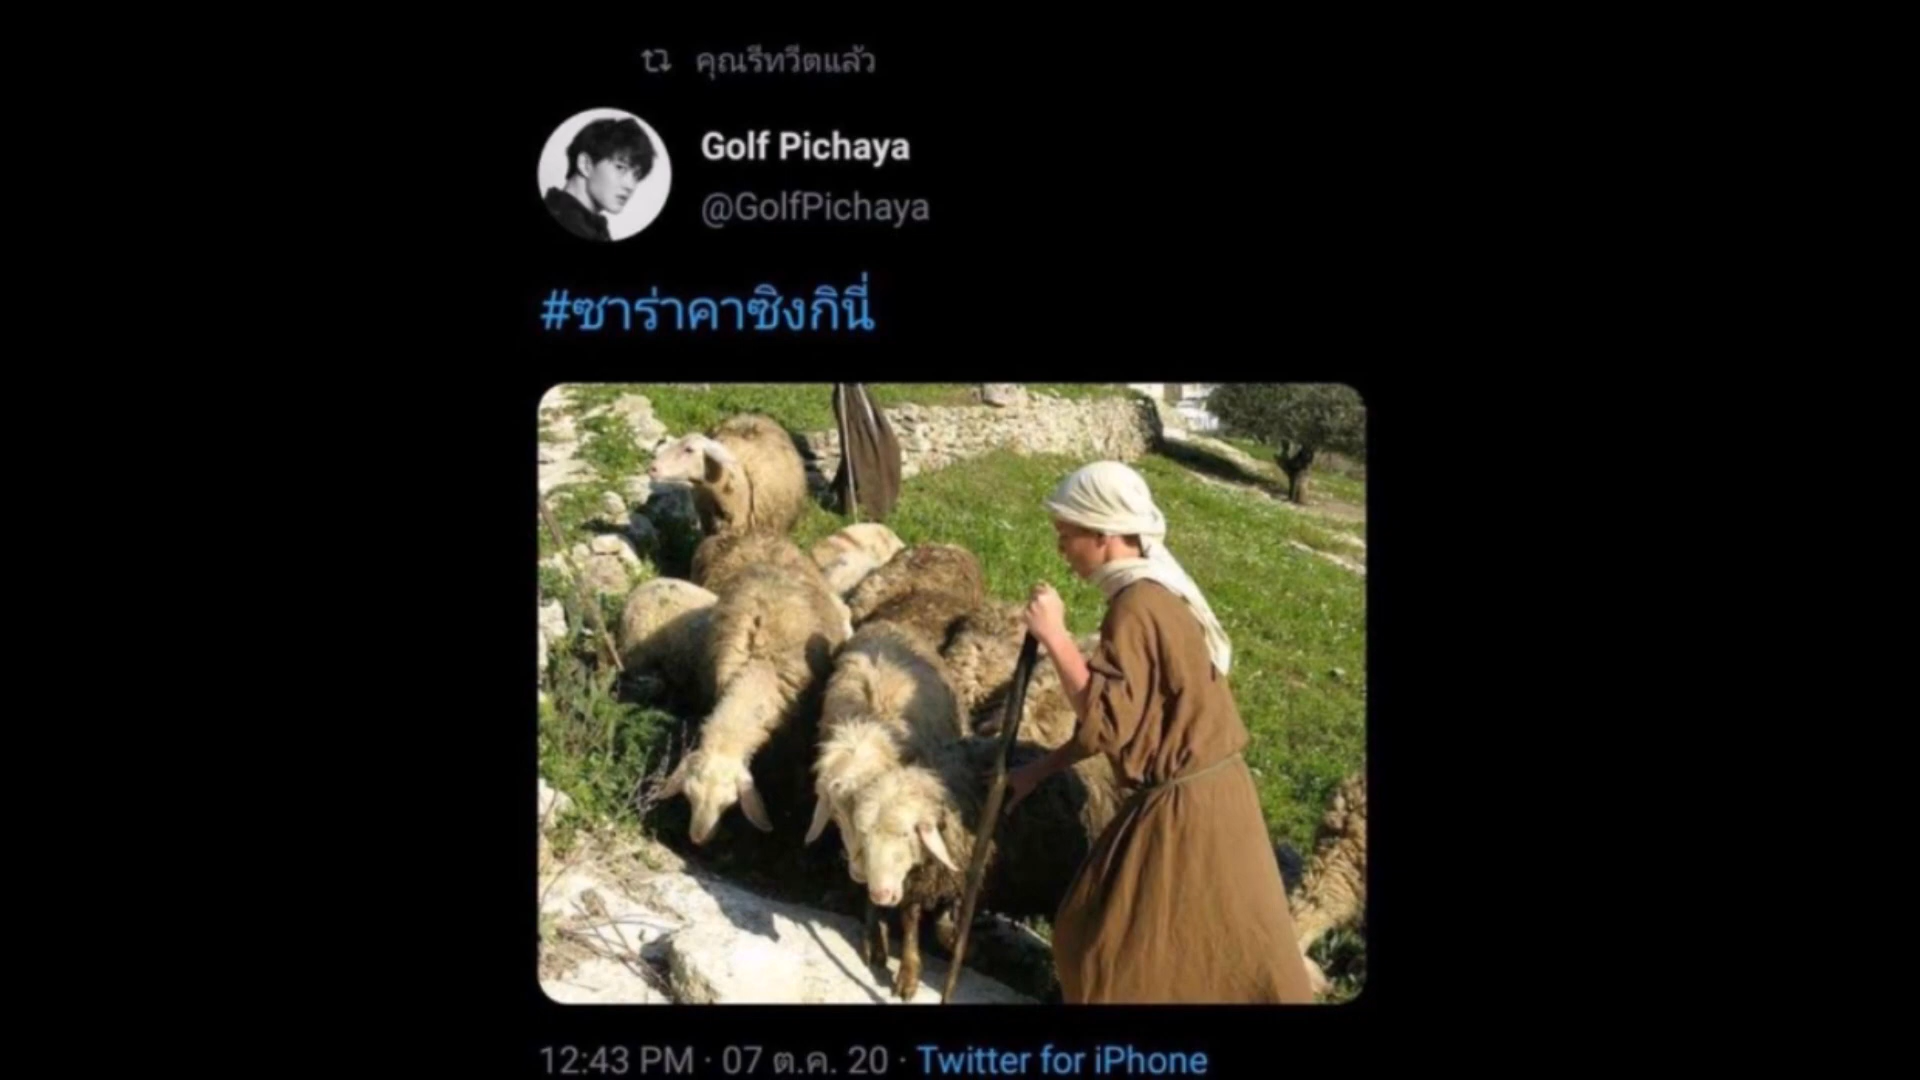 คุณรีทวีตแล้ว
Golf Pichaya
@GolfPichaya
#ซาร่าคาซิงกินี่
12:43 PM · 07 ต.ค. 20 · Twitter for iPhone